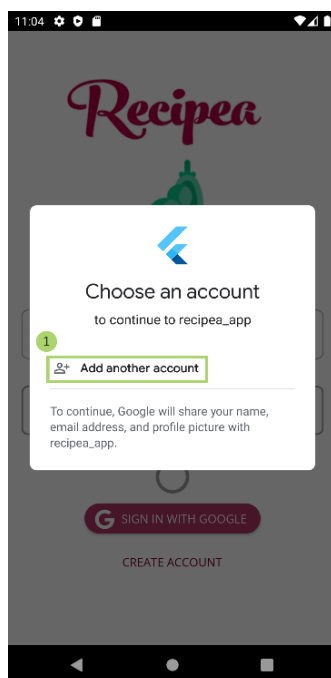 11:04
Recipea
Choose an account
to continue to recipea_app
1
Add another account
To continue, Google will share your name,
email address, and profile picture with
recipea_app.
G SIGN IN WITH GOOGLE
CREATE ACCOUNT